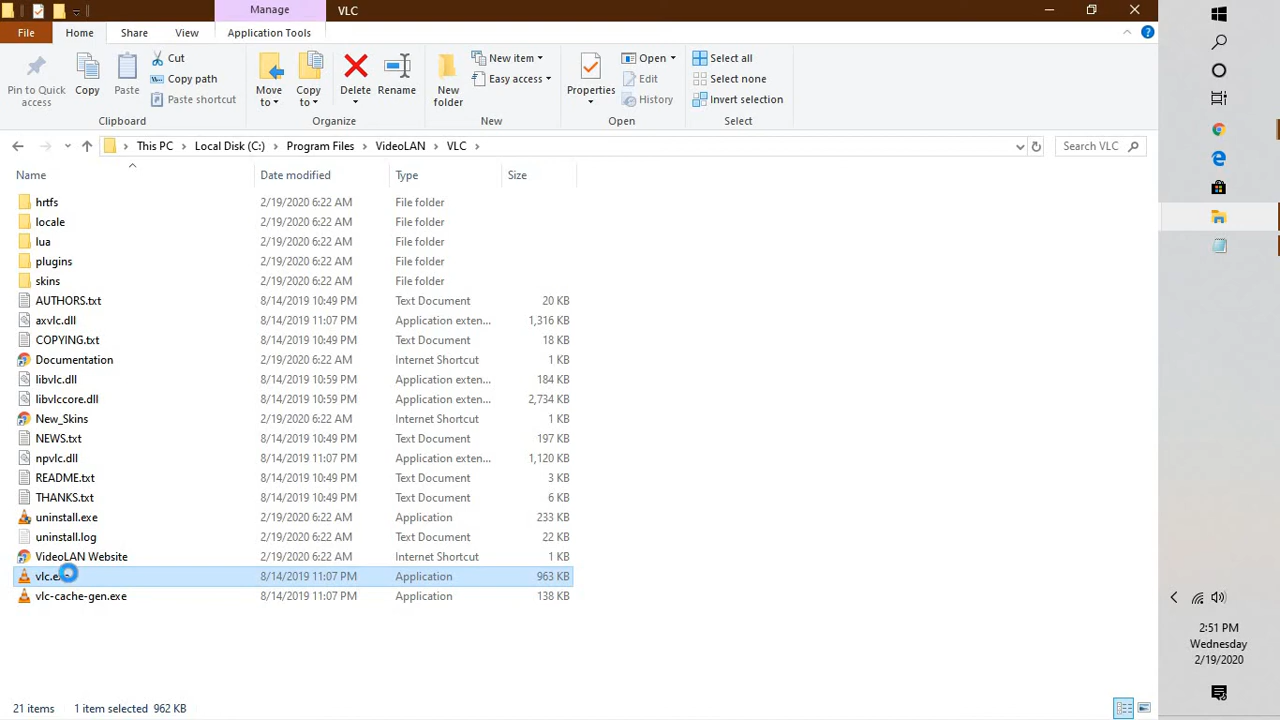 Manage VLC
File Home Share View Application Tools
Pin to Quick access
Copy
Paste
Cut
Copy path
Paste shortcut
Clipboard
Move to
Copy to
Delete
Rename
Organize
New folder
New item
Easy access
New
Properties
Open
Edit
History
Open
Select all
Select none
Invert selection
Select
This PC Local Disk (C:) Program Files VideoLAN VLC
Search VLC
Name Date modified Type Size
hrtfs 2/19/2020 6:22 AM File folder
locale 2/19/2020 6:22 AM File folder
lua 2/19/2020 6:22 AM File folder
plugins 2/19/2020 6:22 AM File folder
skins 2/19/2020 6:22 AM File folder
AUTHORS.txt 8/14/2019 10:49 PM Text Document 20 KB
axvlc.dll 8/14/2019 11:07 PM Application exten... 1,316 KB
COPYING.txt 8/14/2019 10:49 PM Text Document 18 KB
Documentation 2/19/2020 6:22 AM Internet Shortcut 1 KB
libvlc.dll 8/14/2019 10:59 PM Application exten... 184 KB
libvlccore.dll 8/14/2019 10:59 PM Application exten... 2,734 KB
New_Skins 2/19/2020 6:22 AM Internet Shortcut 1 KB
NEWS.txt 8/14/2019 10:49 PM Text Document 197 KB
npvlc.dll 8/14/2019 11:07 PM Application exten... 1,120 KB
README.txt 8/14/2019 10:49 PM Text Document 3 KB
THANKS.txt 8/14/2019 10:49 PM Text Document 6 KB
uninstall.exe 2/19/2020 6:22 AM Application 233 KB
uninstall.log 2/19/2020 6:22 AM Text Document 22 KB
VideoLAN Website 2/19/2020 6:22 AM Internet Shortcut 1 KB
8/14/2019 11:07 PM Application 963 KB
vlc-cache-gen.exe 8/14/2019 11:07 PM Application 138 KB
21 items 1 item selected 962 KB
2:51 PM
Wednesday
2/19/2020